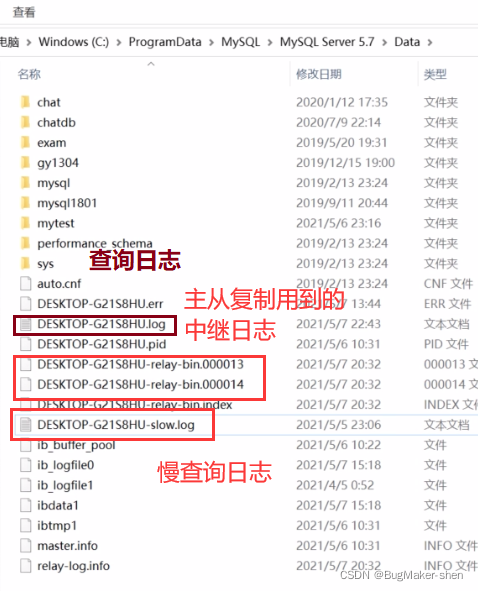 查看
电脑 > Windows (C:) > ProgramData > MySQL > MySQL Server 5.7 > Data >
名称 修改日期 类型
chat 2020/1/12 17:35 文件夹
chatdb 2020/7/9 22:14 文件夹
exam 2019/5/20 19:31 文件夹
gy1304 2019/12/15 19:00 文件夹
mysql 2019/2/13 23:24 文件夹
mysql1801 2019/9/11 20:44 文件夹
mytest 2021/5/6 23:16 文件夹
performance_schema 2019/2/13 23:24 文件夹
sys 2019/2/13 23:24 文件夹
查询日志
auto.cnf 2019/2/13 23:24 CNF 文件
DESKTOP-G21S8HU.err 2021/5/7 13:44 ERR 文件
主从复制用到的
中继日志
DESKTOP-G21S8HU.log 2021/5/7 22:43 文本文档
DESKTOP-G21S8HU.pid 2021/5/6 10:31 PID 文件
DESKTOP-G21S8HU-relay-bin.000013 2021/5/7 20:32 000013 文件
DESKTOP-G21S8HU-relay-bin.000014 2021/5/7 20:32 000014 文件
DESKTOP-G21S8HU-relay-bin.index 2021/5/7 20:32 INDEX 文件
DESKTOP-G21S8HU-slow.log 2021/5/5 23:06 文本文档
ib_buffer_pool 2021/5/6 10:22 文件
慢查询日志
ib_logfile0 2021/5/7 15:18 文件
ib_logfile1 2021/4/5 0:52 文件
ibdata1 2021/5/7 15:18 文件
ibtmp1 2021/5/6 10:31 文件
master.info 2021/5/6 10:31 INFO 文件
relay-log.info 2021/5/7 20:32 INFO 文件
CSDN @BugMaker-shen